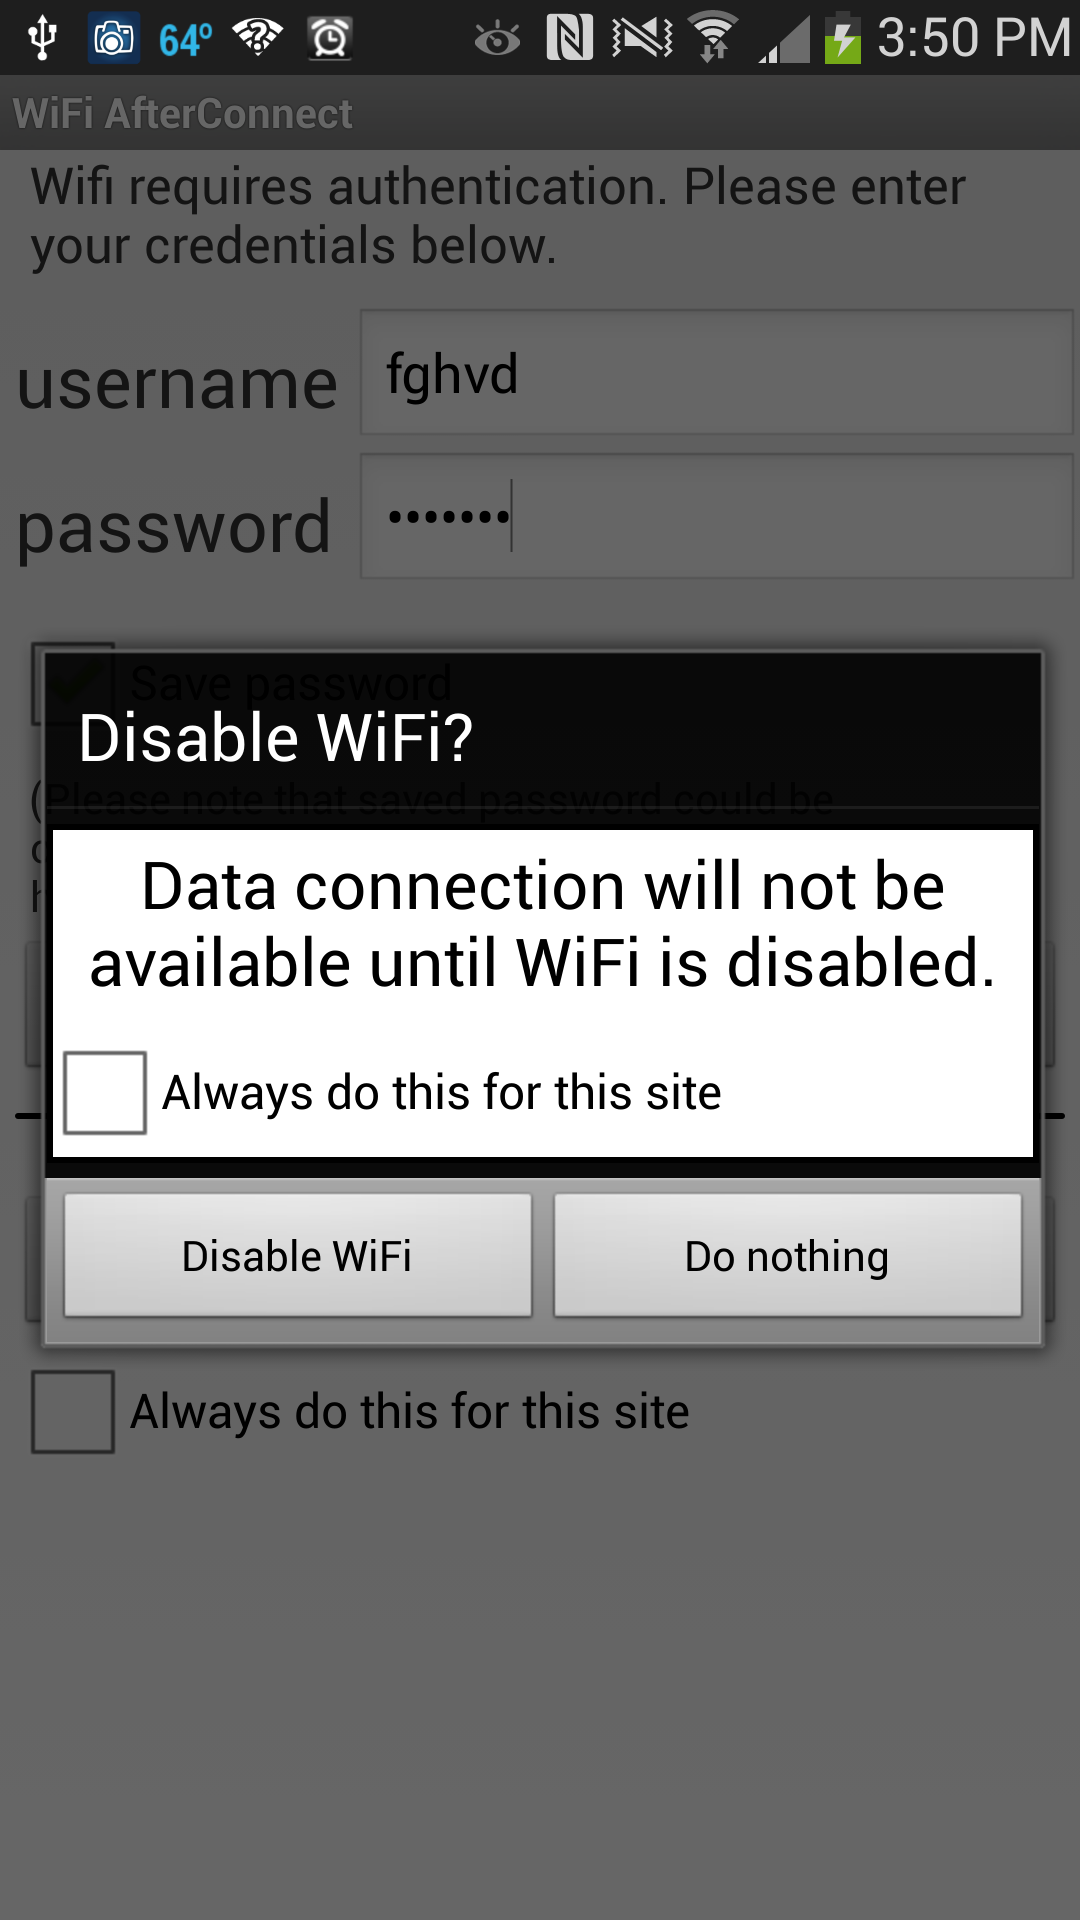 64° 3:50 PM
WiFi AfterConnect
Wifi requires authentication. Please enter
your credentials below.
username fghvd
password •••••••
Save password
Disable WiFi?
(Please note that saved password could be
Data connection will not be
available until WiFi is disabled.
Always do this for this site
Disable WiFi Do nothing
Always do this for this site